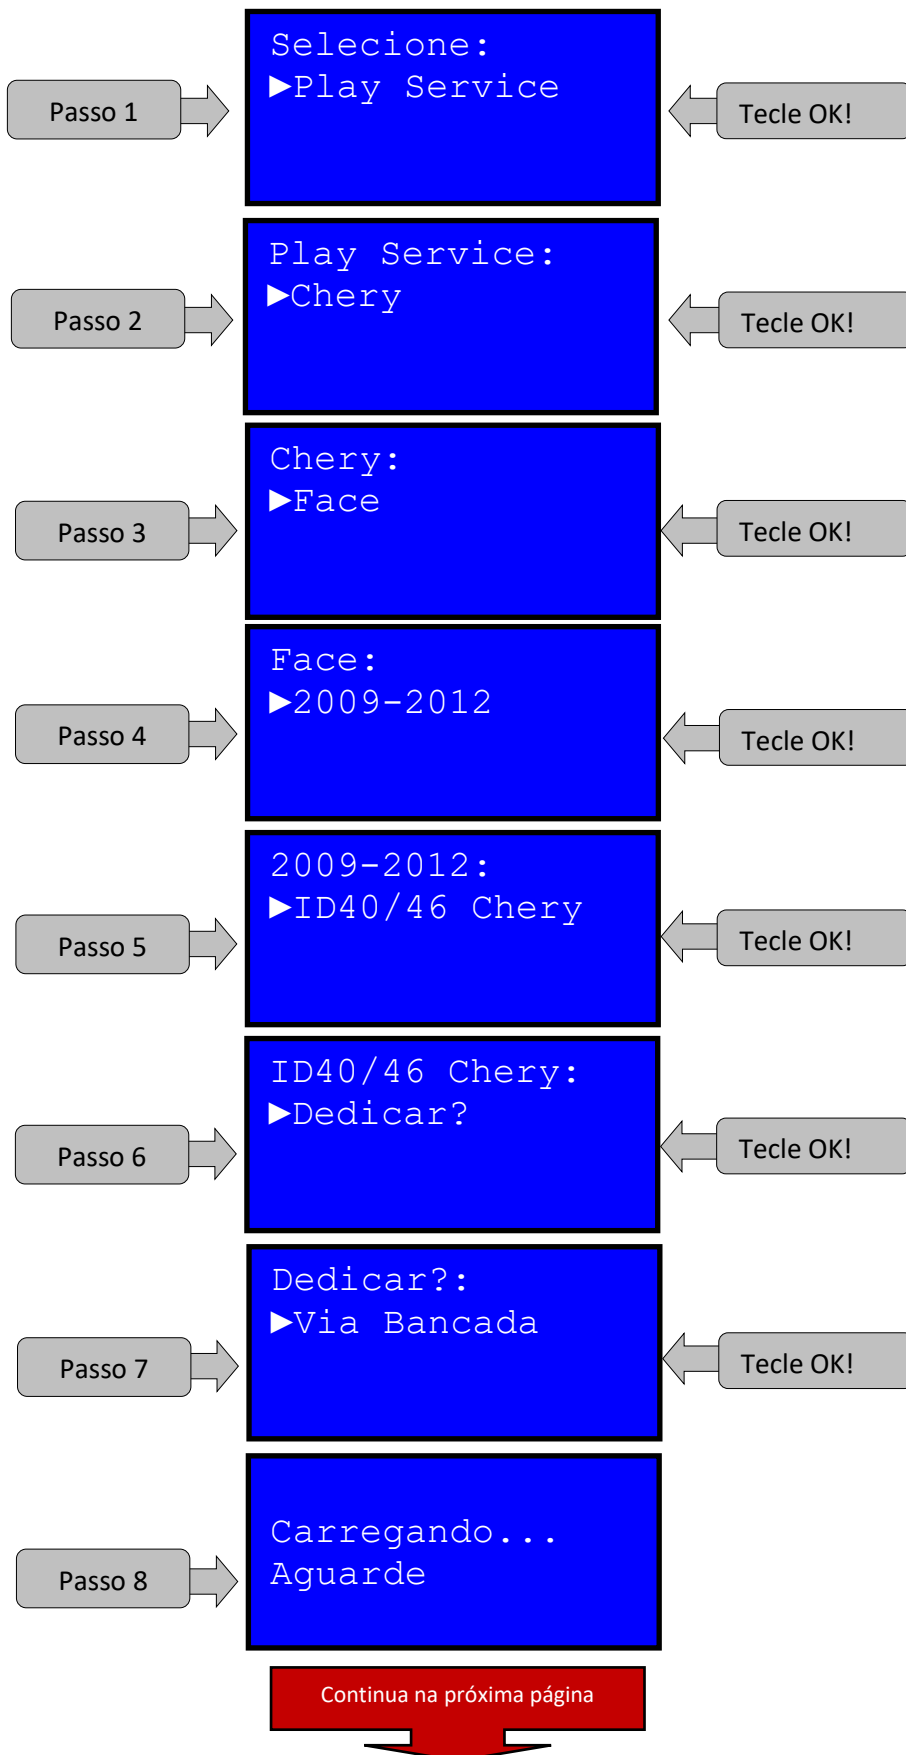 Selecione:
►Play Service
Passo 1
Tecle OK!
Play Service:
►Chery
Passo 2
Tecle OK!
Chery:
►Face
Passo 3
Tecle OK!
Face:
►2009-2012
Passo 4
Tecle OK!
2009-2012:
►ID40/46 Chery
Passo 5
Tecle OK!
ID40/46 Chery:
►Dedicar?
Passo 6
Tecle OK!
Dedicar?:
►Via Bancada
Passo 7
Tecle OK!
Carregando...
Aguarde
Passo 8
Continua na próxima página